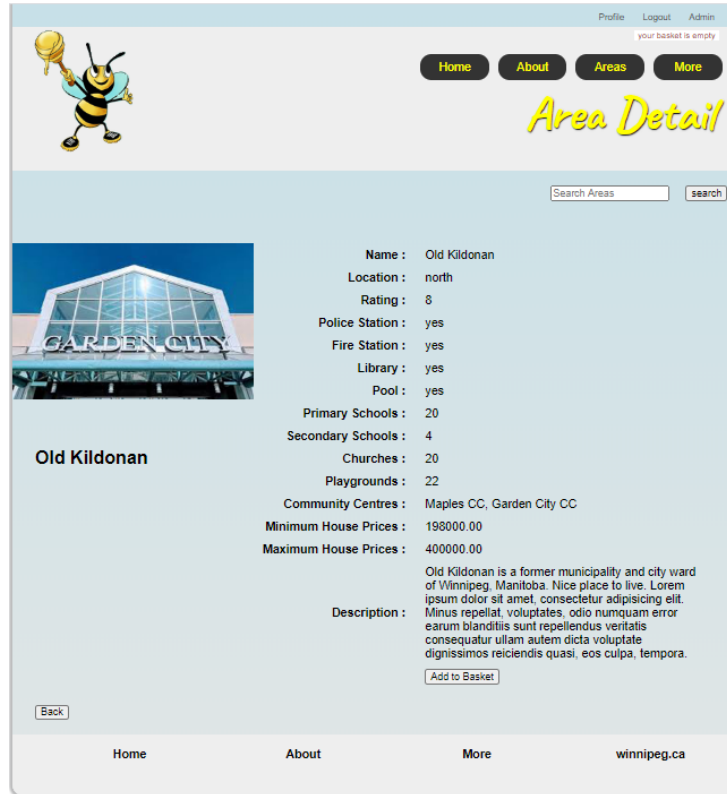 Profile Logout Admin
your basket is empty
Home About Areas More
Area Detail
Search Areas search
GARDEN CITY
Old Kildonan
Name : Old Kildonan
Location : north
Rating : 8
Police Station : yes
Fire Station : yes
Library : yes
Pool : yes
Primary Schools : 20
Secondary Schools : 4
Churches : 20
Playgrounds : 22
Community Centres : Maples CC, Garden City CC
Minimum House Prices : 198000.00
Maximum House Prices : 400000.00
Description :
Old Kildonan is a former municipality and city ward
of Winnipeg, Manitoba. Nice place to live. Lorem
ipsum dolor sit amet, consectetur adipisicing elit.
Minus repellat, voluptates, odio numquam error
earum blanditiis sunt repellendus veritatis
consequatur ullam autem dicta voluptate
dignissimos reiciendis quasi, eos culpa, tempora.
Add to Basket
Back
Home About More winnipeg.ca